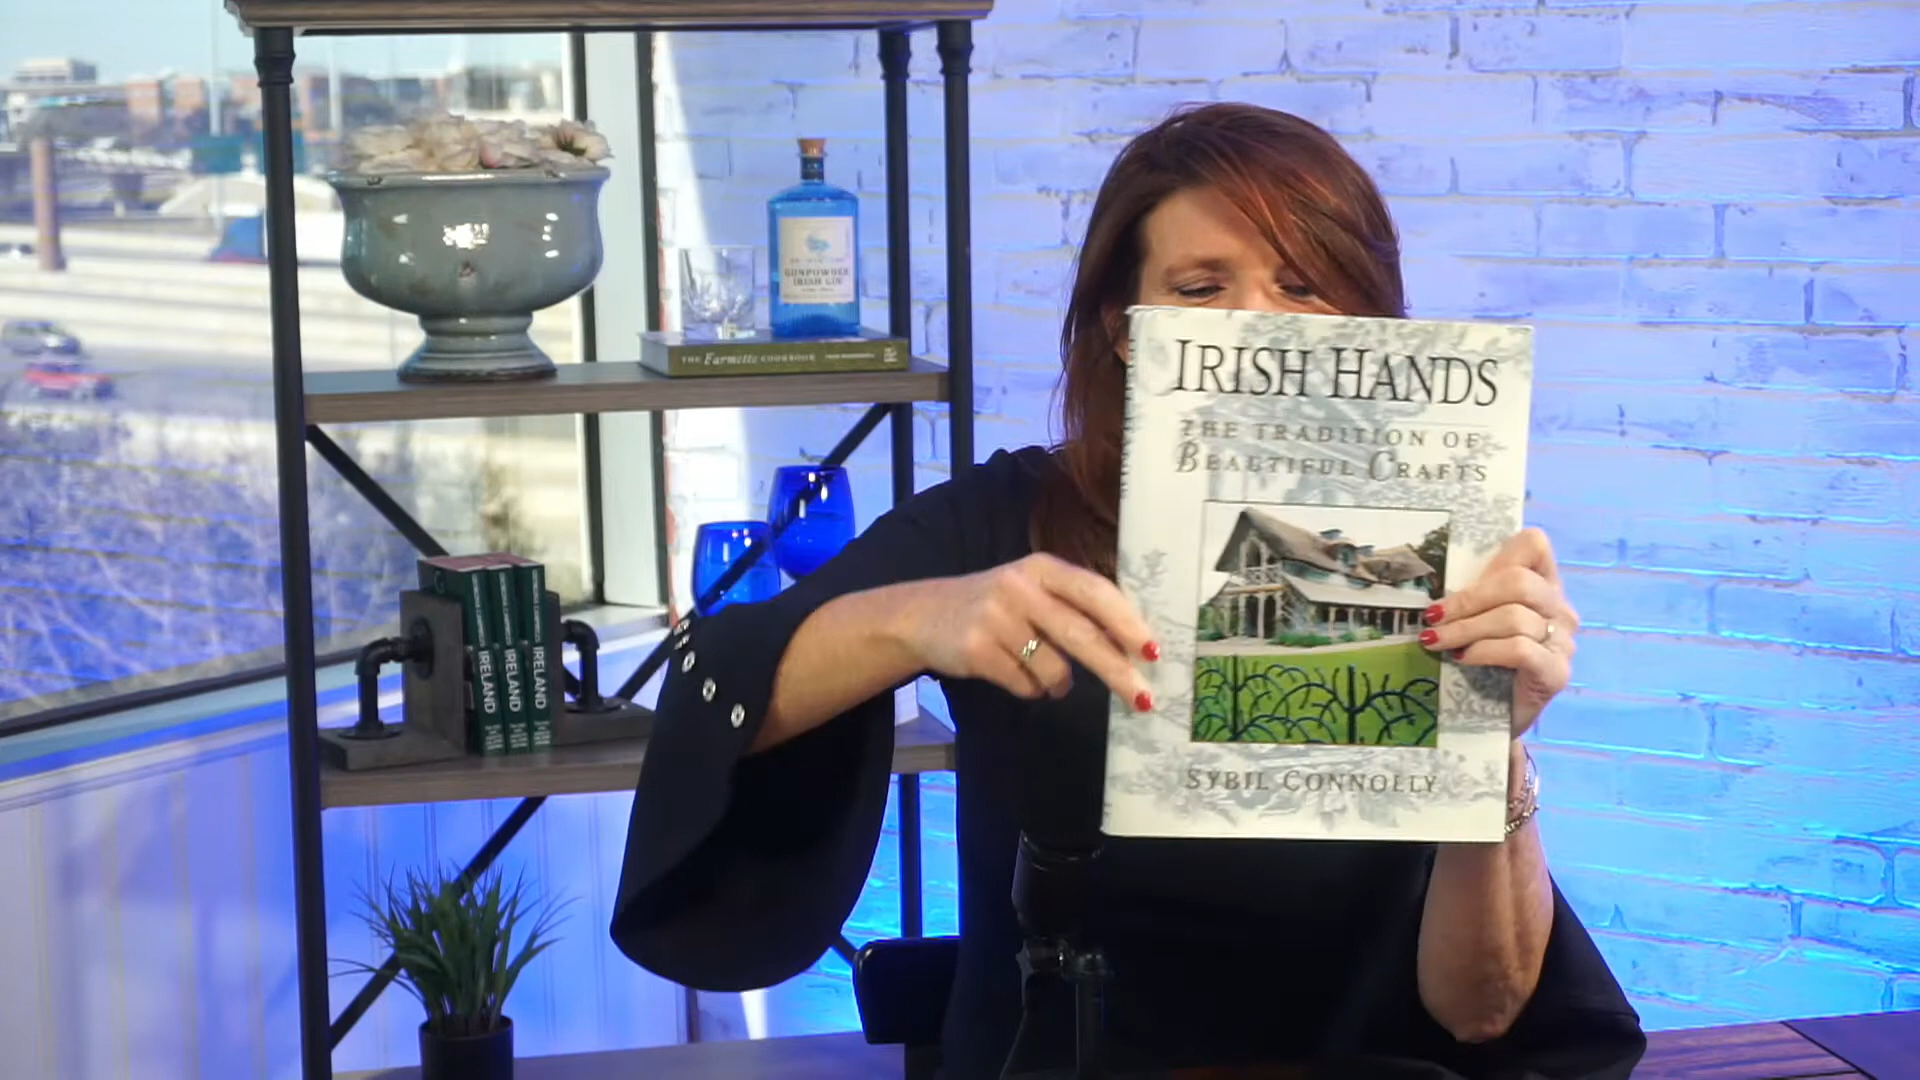 GUNPOWDER
IRISH GIN
THE Farmette COOKBOOK
IRELAND
IRELAND
IRELAND
IRISH HANDS
THE TRADITION OF
BEAUTIFUL CRAFTS
SYBIL CONNOLLY